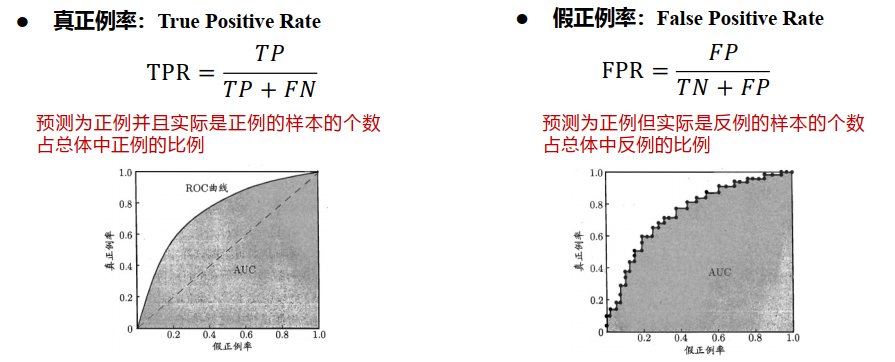 ● 真正例率：True Positive Rate
TPR = TP / (TP + FN)
预测为正例并且实际是正例的样本的个数
占总体中正例的比例
1.0
0.8
0.6
0.4
0.2
0
真正例率
ROC曲线
AUC
0.2 0.4 0.6 0.8 1.0
假正例率
● 假正例率：False Positive Rate
FPR = FP / (TN + FP)
预测为正例但实际是反例的样本的个数
占总体中反例的比例
1.0
0.8
0.6
0.4
0.2
0
真正例率
AUC
0.2 0.4 0.6 0.8 1.0
假正例率